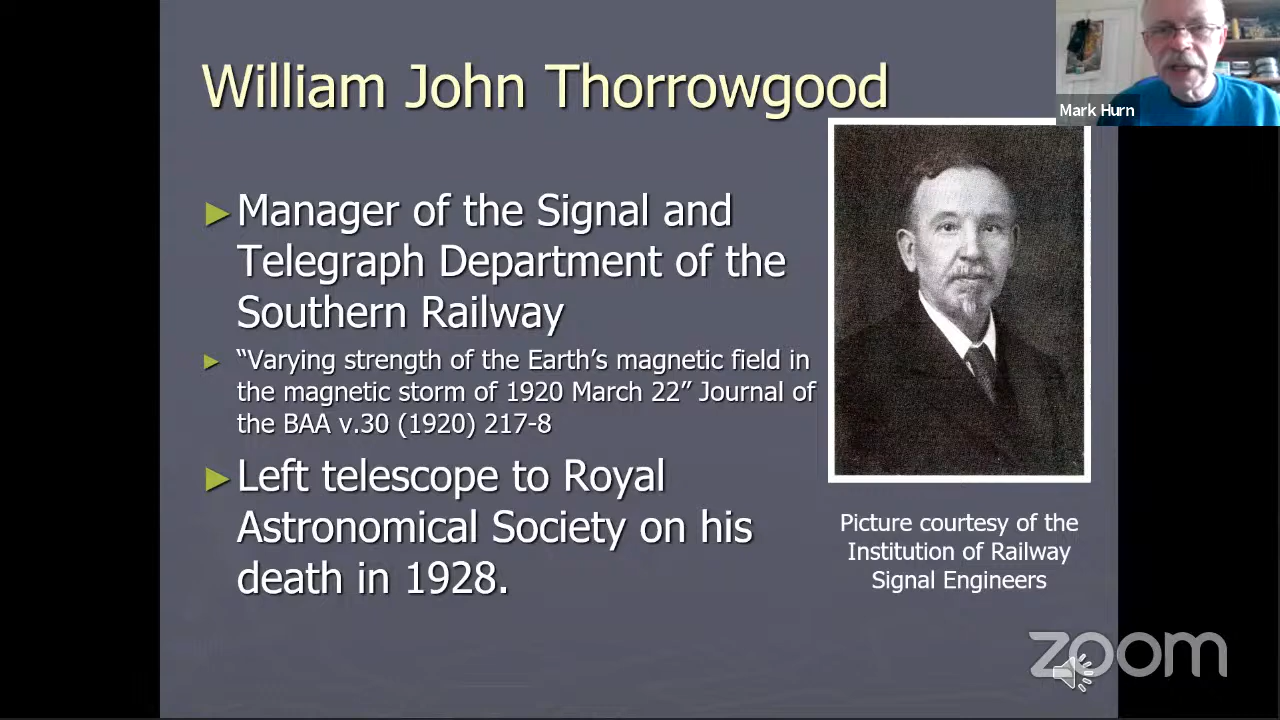 William John Thorrowgood
Mark Hurn
►Manager of the Signal and
Telegraph Department of the
Southern Railway
► “Varying strength of the Earth’s magnetic field in
the magnetic storm of 1920 March 22” Journal of
the BAA v.30 (1920) 217-8
►Left telescope to Royal
Astronomical Society on his
death in 1928.
Picture courtesy of the
Institution of Railway
Signal Engineers
zoom